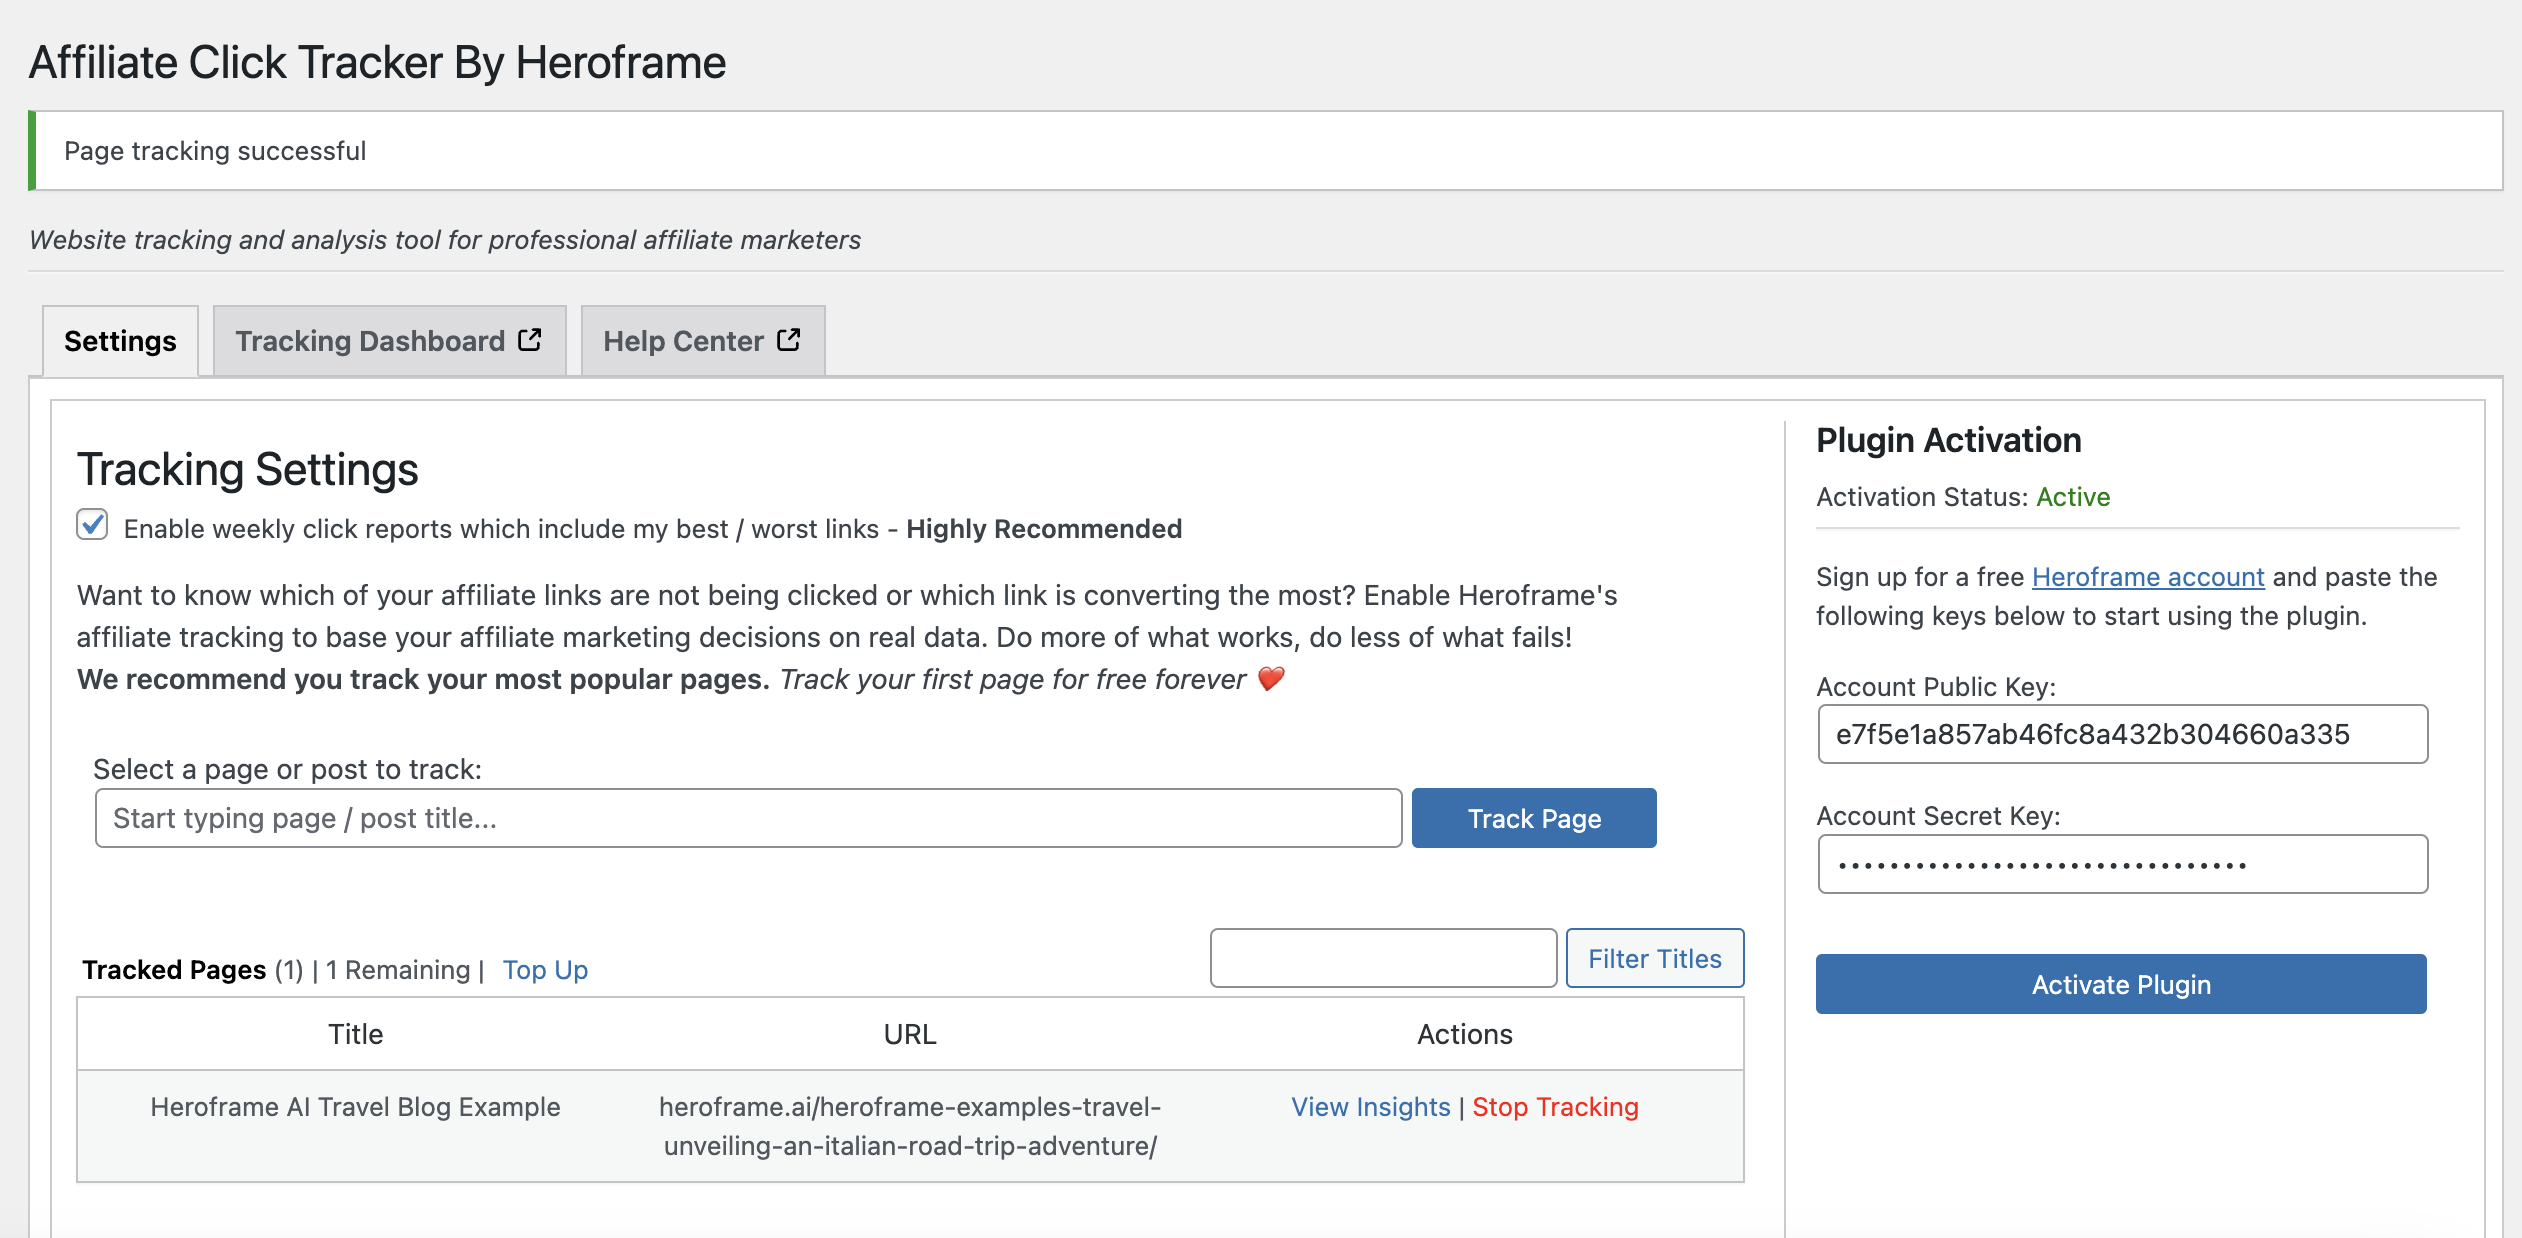 Affiliate Click Tracker By Heroframe
Page tracking successful
Website tracking and analysis tool for professional affiliate marketers
Settings
Tracking Dashboard
Help Center
Tracking Settings
Enable weekly click reports which include my best / worst links - Highly Recommended
Want to know which of your affiliate links are not being clicked or which link is converting the most? Enable Heroframe's
affiliate tracking to base your affiliate marketing decisions on real data. Do more of what works, do less of what fails!
We recommend you track your most popular pages. Track your first page for free forever ❤️
Select a page or post to track:
Start typing page / post title...
Track Page
Tracked Pages (1) | 1 Remaining | Top Up
Filter Titles
Title URL Actions
Heroframe AI Travel Blog Example
heroframe.ai/heroframe-examples-travel-
unveiling-an-italian-road-trip-adventure/
View Insights | Stop Tracking
Plugin Activation
Activation Status: Active
Sign up for a free Heroframe account and paste the
following keys below to start using the plugin.
Account Public Key:
e7f5e1a857ab46fc8a432b304660a335
Account Secret Key:
••••••••••••••••••••••••••••••••
Activate Plugin